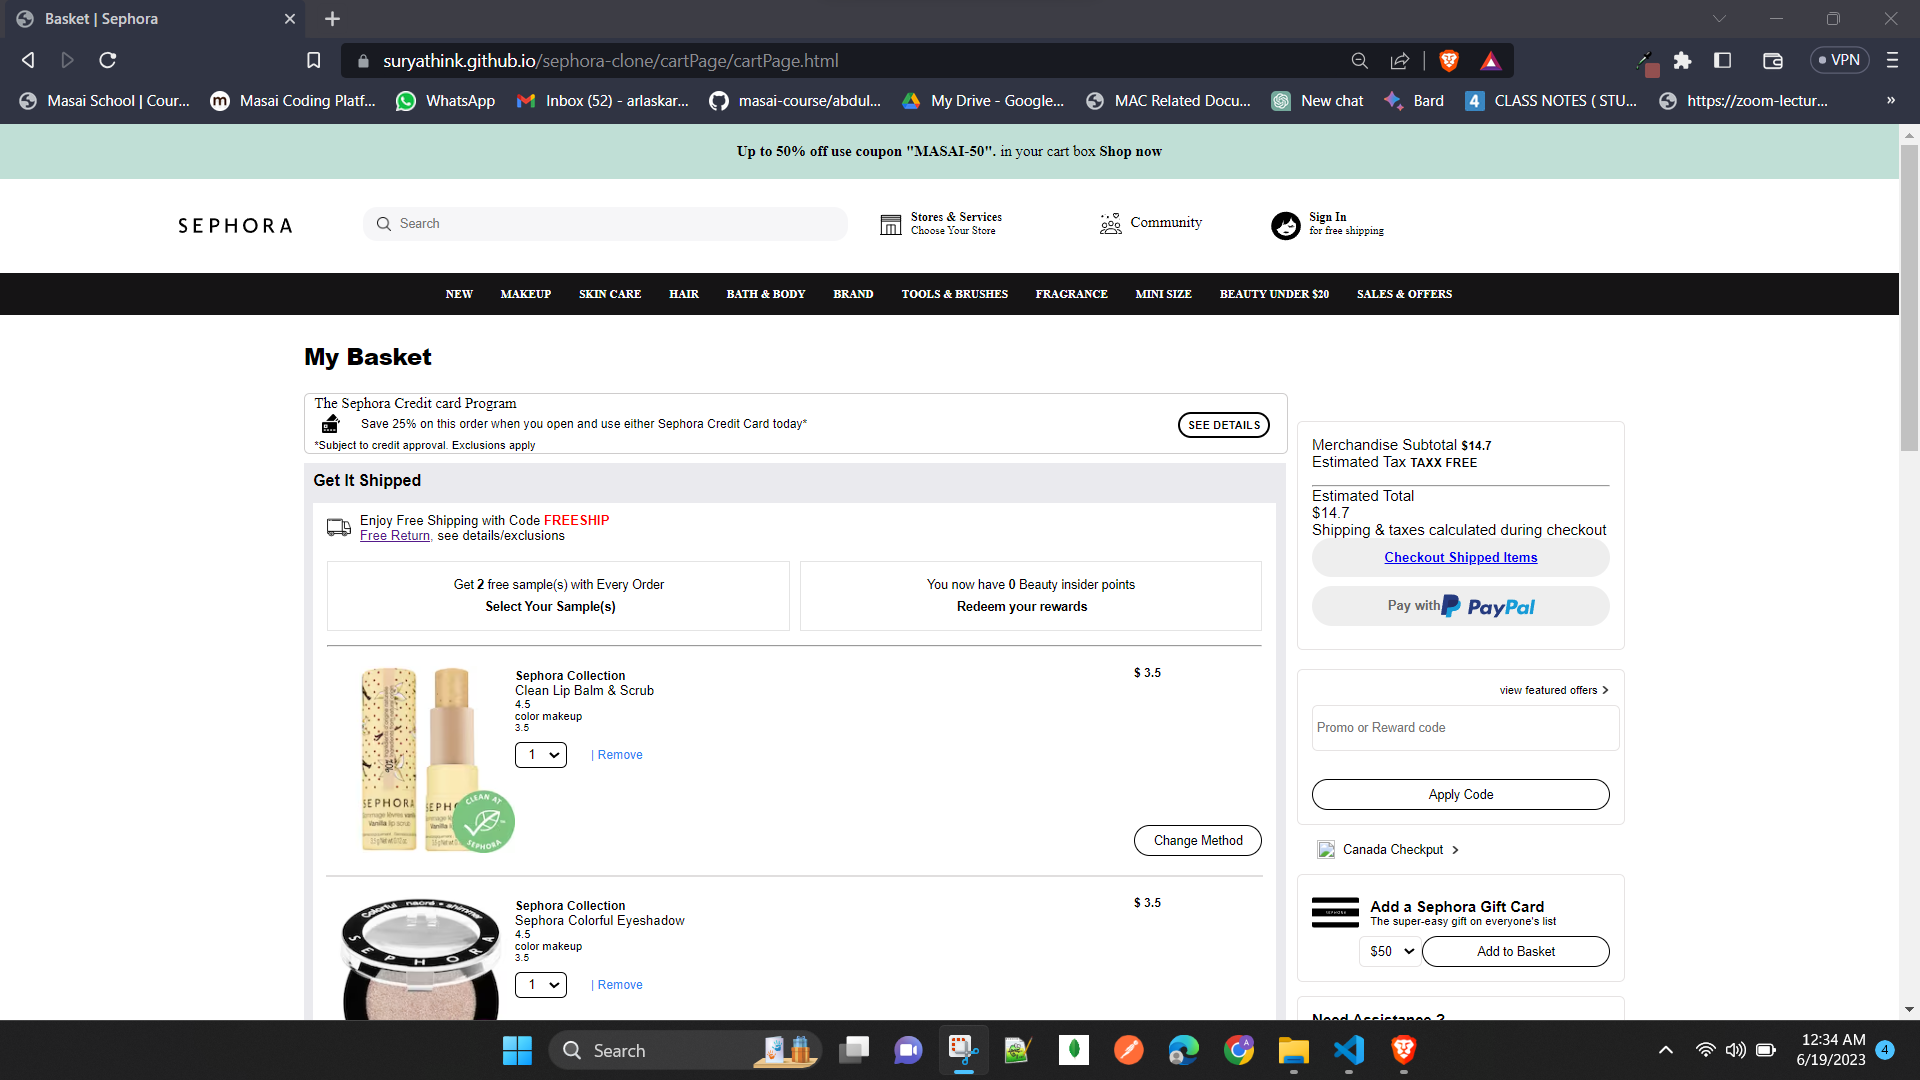 Basket | Sephora
suryathink.github.io/sephora-clone/cartPage/cartPage.html
VPN
Masai School | Cour...
Masai Coding Platf...
WhatsApp
Inbox (52) - arlaskar...
masai-course/abdul...
My Drive - Google...
MAC Related Docu...
New chat
Bard
4
CLASS NOTES ( STU...
https://zoom-lectur...
»
Up to 50% off use coupon "MASAI-50". in your cart box Shop now
SEPHORA
Search
Stores & Services
Choose Your Store
Community
Sign In
for free shipping
NEW MAKEUP SKIN CARE HAIR BATH & BODY BRAND TOOLS & BRUSHES FRAGRANCE MINI SIZE BEAUTY UNDER $20 SALES & OFFERS
My Basket
The Sephora Credit card Program
Save 25% on this order when you open and use either Sephora Credit Card today*
*Subject to credit approval. Exclusions apply
SEE DETAILS
Get It Shipped
Enjoy Free Shipping with Code FREESHIP
Free Return, see details/exclusions
Get 2 free sample(s) with Every Order
Select Your Sample(s)
You now have 0 Beauty insider points
Redeem your rewards
Sephora Collection
Clean Lip Balm & Scrub
4.5
color makeup
3.5
1
| Remove
$ 3.5
Change Method
SEPHORA
Vanilla lip scrub
CLEAN AT
SEPHORA
Sephora Collection
Sephora Colorful Eyeshadow
4.5
color makeup
3.5
1
| Remove
$ 3.5
Colorful
SEPHORA
Merchandise Subtotal $14.7
Estimated Tax TAXX FREE
Estimated Total
$14.7
Shipping & taxes calculated during checkout
Checkout Shipped Items
Pay with PayPal
view featured offers
Promo or Reward code
Apply Code
Canada Checkput
SEPHORA
Add a Sephora Gift Card
The super-easy gift on everyone's list
$50
Add to Basket
Need Assistance ?
Search
12:34 AM
6/19/2023
4